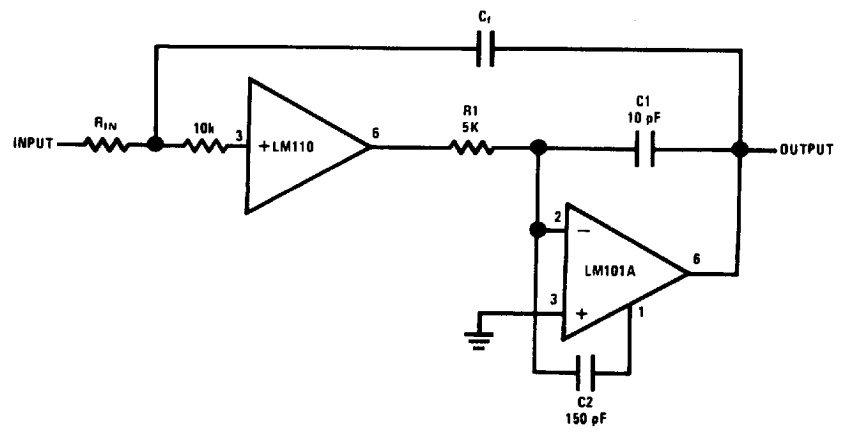 Cf
RIN
10k
3
+
LM110
6
R1
5K
C1
10 pF
INPUT
OUTPUT
2
−
LM101A
6
3
+
1
C2
150 pF